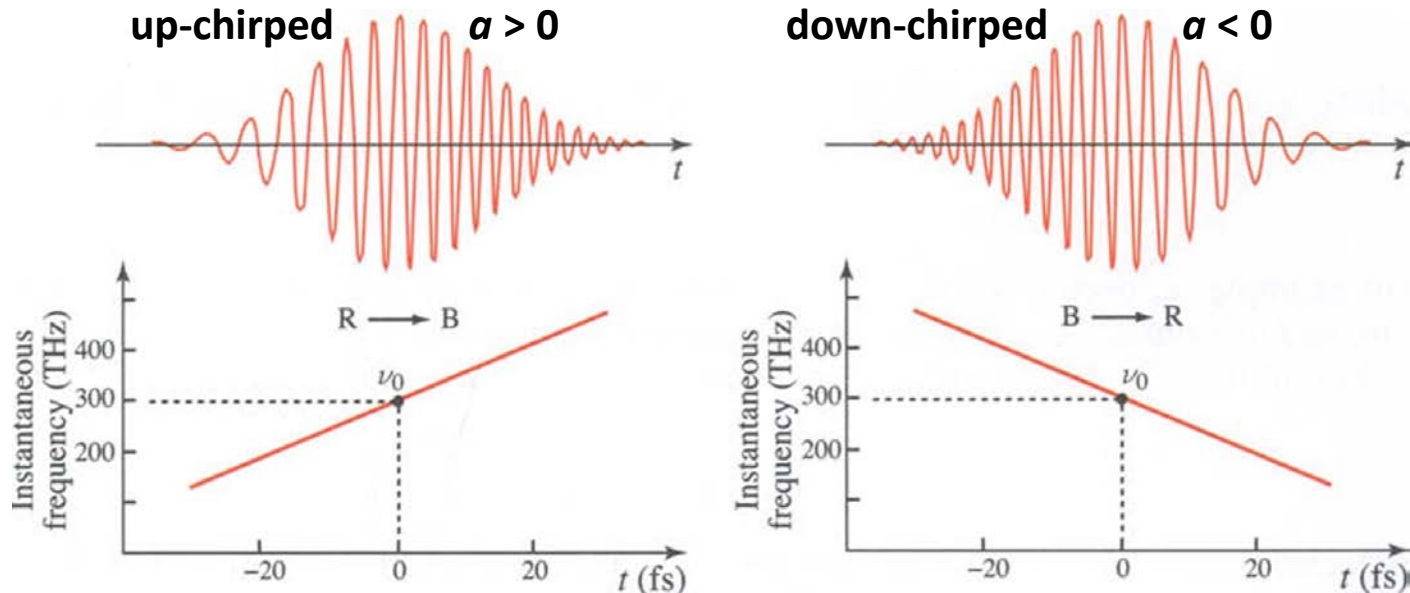 up-chirped a > 0
t
Instantaneous
frequency (THz)
400
300
200
R → B
ν0
−20
0
20
t (fs)
down-chirped a < 0
t
Instantaneous
frequency (THz)
400
300
200
B → R
ν0
−20
0
20
t (fs)